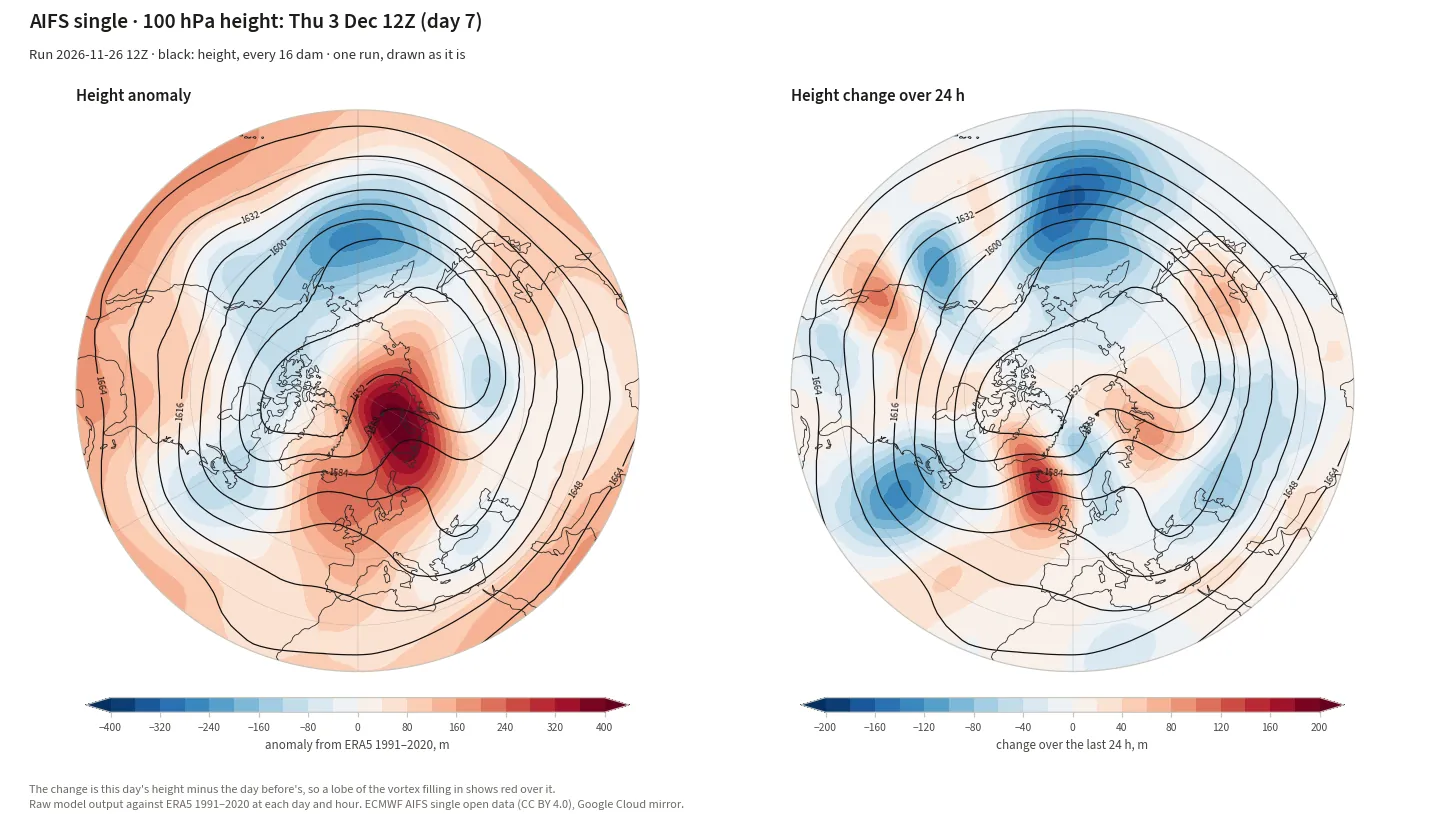 AIFS single · 100 hPa height: Thu 3 Dec 12Z (day 7)
Run 2026-11-26 12Z · black: height, every 16 dam · one run, drawn as it is
Height anomaly
Height change over 24 h
1632
1600
1552
1664
1616
1584
1648
1664
1632
1600
1552
1568
1664
1616
1584
1648
1664
−400 −320 −240 −160 −80 0 80 160 240 320 400
anomaly from ERA5 1991–2020, m
−200 −160 −120 −80 −40 0 40 80 120 160 200
change over the last 24 h, m
The change is this day's height minus the day before's, so a lobe of the vortex filling in shows red over it.
Raw model output against ERA5 1991–2020 at each day and hour. ECMWF AIFS single open data (CC BY 4.0), Google Cloud mirror.